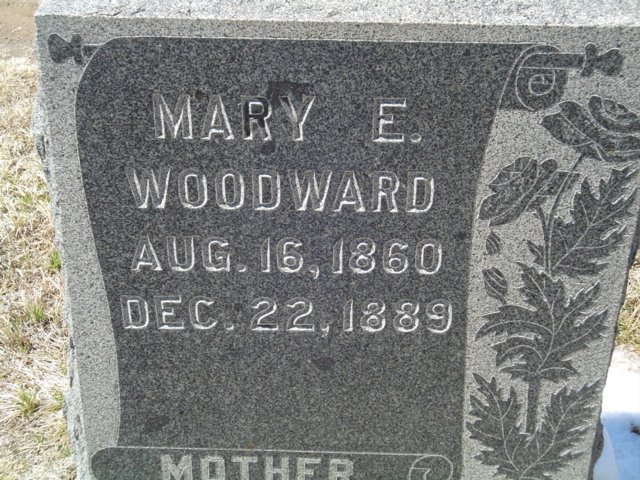 MARY E.
WOODWARD
AUG. 16, 1860
DEC. 22, 1889
MOTHER